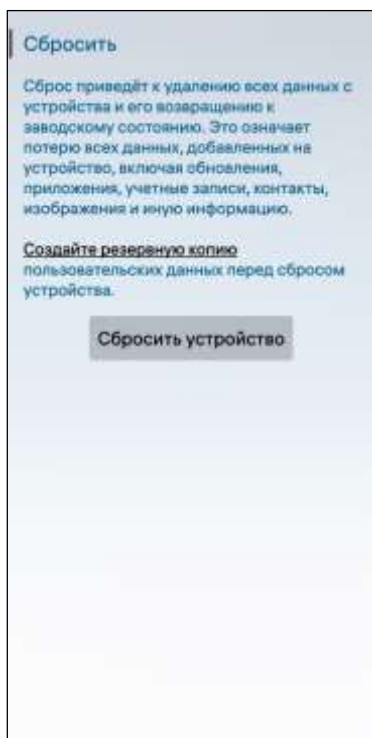 Сбросить
Сброс приведёт к удалению всех данных с
устройства и его возвращению к
заводскому состоянию. Это означает
потерю всех данных, добавленных на
устройство, включая обновления,
приложения, учетные записи, контакты,
изображения и иную информацию.
Создайте резервную копию
пользовательских данных перед сбросом
устройства.
Сбросить устройство